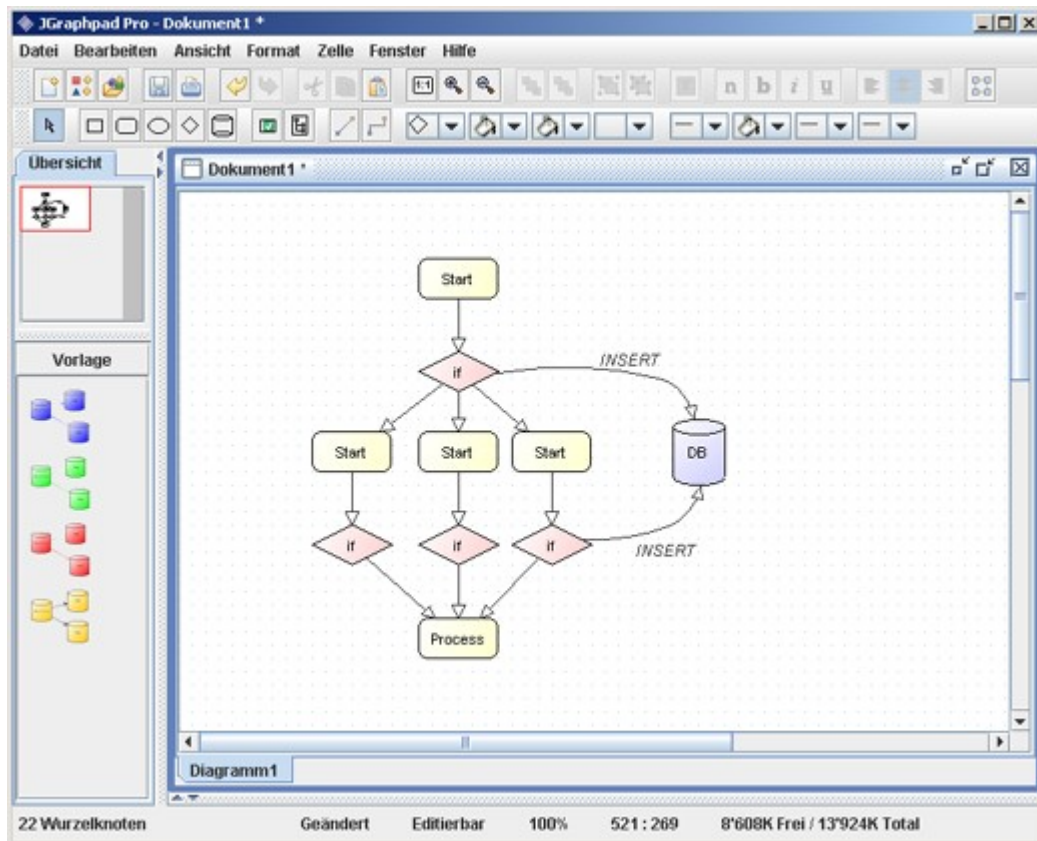 JGraphpad Pro - Dokument1 *
Datei Bearbeiten Ansicht Format Zelle Fenster Hilfe
1:1 n b i u
Übersicht
Dokument1 *
Vorlage
Start
if
INSERT
Start Start Start DB
if if if INSERT
Process
Diagramm1
22 Wurzelknoten Geändert Editierbar 100% 521 : 269 8'608K Frei / 13'924K Total